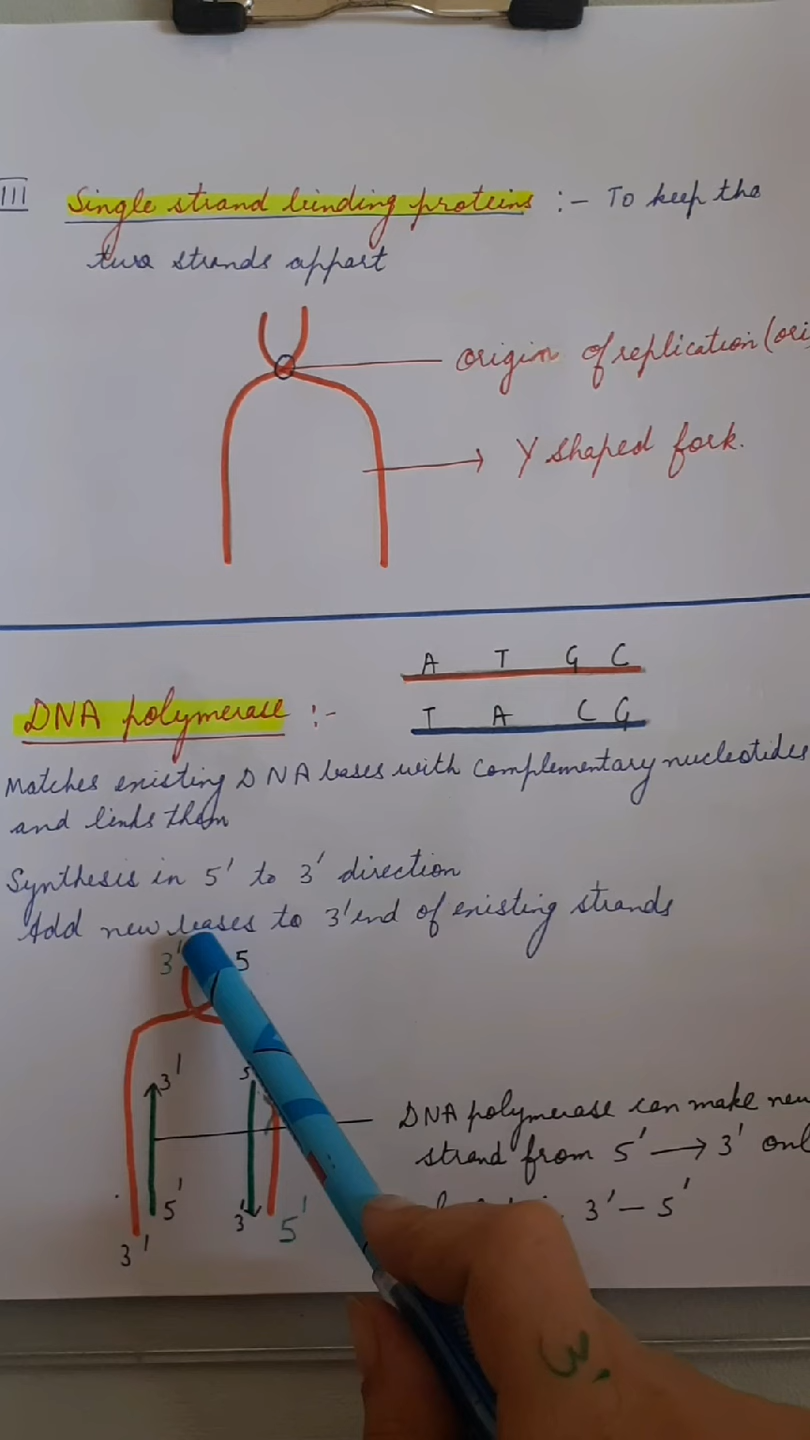 III Single strand binding proteins :- To keep the
two strands appart
origin of replication (ori
Y shaped fork.
A T G C
DNA polymerase :-
T A C G
Matches existing DNA bases with complementary nucleotides
and links them
Synthesis in 5' to 3' direction
Add new bases to 3' end of existing strands
3' 5
3' 5
DNA polymerase can make new
strand from 5' → 3' onl
3' – 5'
5' 3' 5'
3'